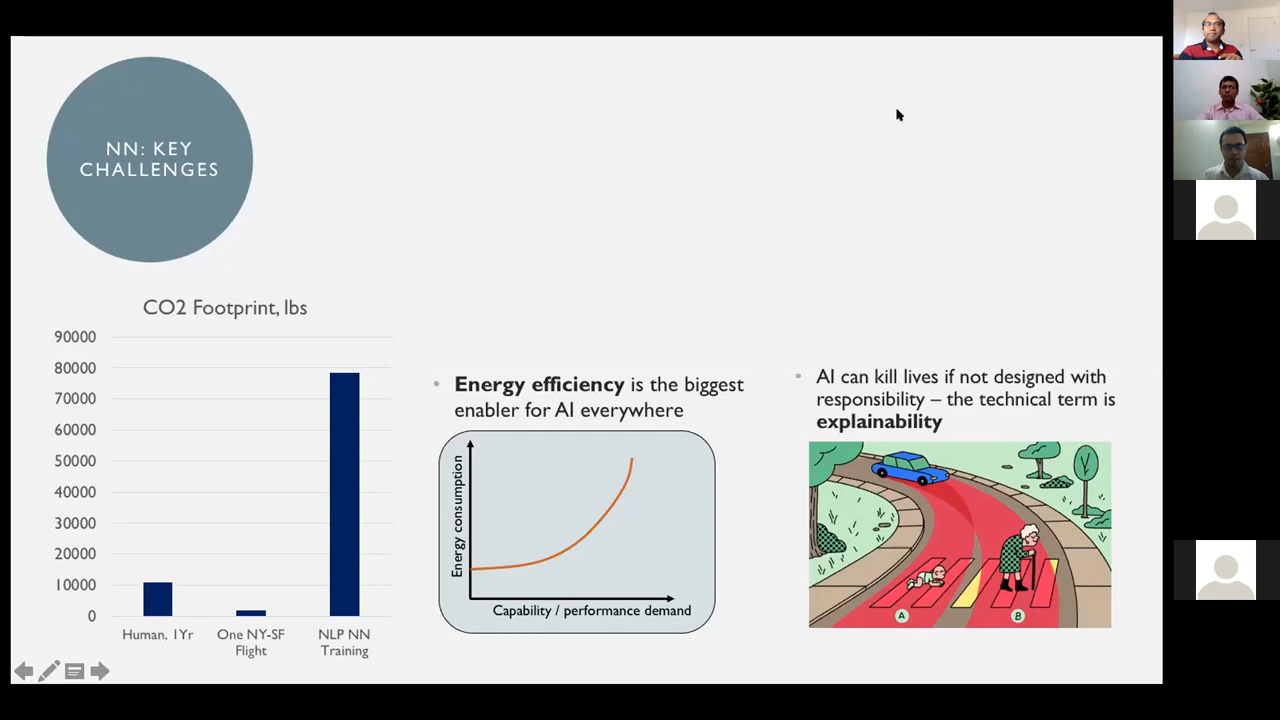 NN: KEY
CHALLENGES
CO2 Footprint, lbs
90000
80000
70000
60000
50000
40000
30000
20000
10000
0
Human, 1Yr
One NY-SF
Flight
NLP NN
Training
• Energy efficiency is the biggest
enabler for AI everywhere
Energy consumption
Capability / performance demand
• AI can kill lives if not designed with
responsibility – the technical term is
explainability
A
B